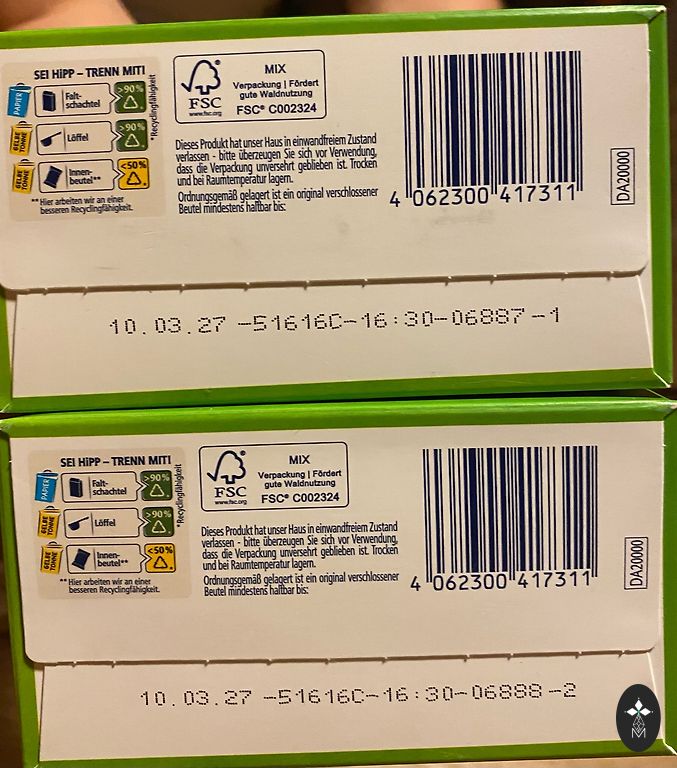 SEI HiPP – TRENN MIT!
PAPIER
Falt-
schachtel
>90%
GELBE TONNE
Löffel
>90%
GELBE TONNE
Innen-
beutel**
<50%
*Recyclingfähigkeit
**Hier arbeiten wir an einer
besseren Recyclingfähigkeit.
FSC
www.fsc.org
MIX
Verpackung | Fördert
gute Waldnutzung
FSC® C002324
Dieses Produkt hat unser Haus in einwandfreiem Zustand
verlassen - bitte überzeugen Sie sich vor Verwendung,
dass die Verpackung unversehrt geblieben ist. Trocken
und bei Raumtemperatur lagern.
Ordnungsgemäß gelagert ist ein original verschlossener
Beutel mindestens haltbar bis:
4 062300 417311
DA20000
10.03.27 -51616C-16:30-06887-1
SEI HiPP – TRENN MIT!
PAPIER
Falt-
schachtel
>90%
GELBE TONNE
Löffel
>90%
GELBE TONNE
Innen-
beutel**
<50%
*Recyclingfähigkeit
**Hier arbeiten wir an einer
besseren Recyclingfähigkeit.
FSC
www.fsc.org
MIX
Verpackung | Fördert
gute Waldnutzung
FSC® C002324
Dieses Produkt hat unser Haus in einwandfreiem Zustand
verlassen - bitte überzeugen Sie sich vor Verwendung,
dass die Verpackung unversehrt geblieben ist. Trocken
und bei Raumtemperatur lagern.
Ordnungsgemäß gelagert ist ein original verschlossener
Beutel mindestens haltbar bis:
4 062300 417311
DA20000
10.03.27 -51616C-16:30-06888-2
M